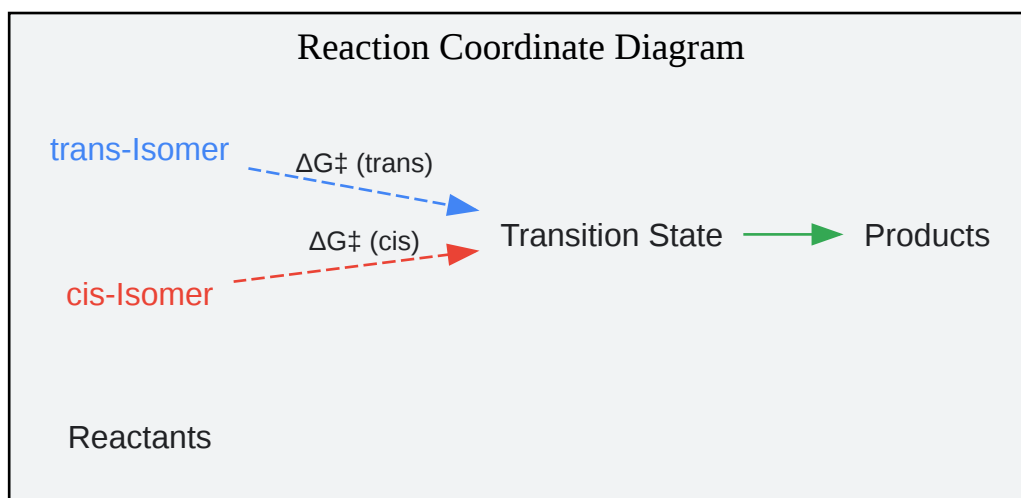 Reaction Coordinate Diagram
trans-Isomer
ΔG‡ (trans)
ΔG‡ (cis)
Transition State
Products
cis-Isomer
Reactants